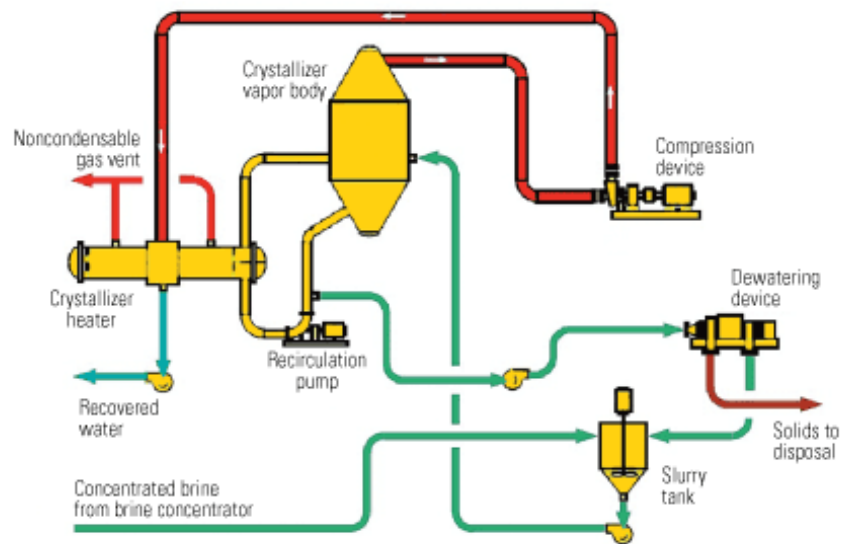 Crystallizer
vapor body
Noncondensable
gas vent
Compression
device
Crystallizer
heater
Dewatering
device
Recirculation
pump
Recovered
water
Solids to
disposal
Slurry
tank
Concentrated brine
from brine concentrator